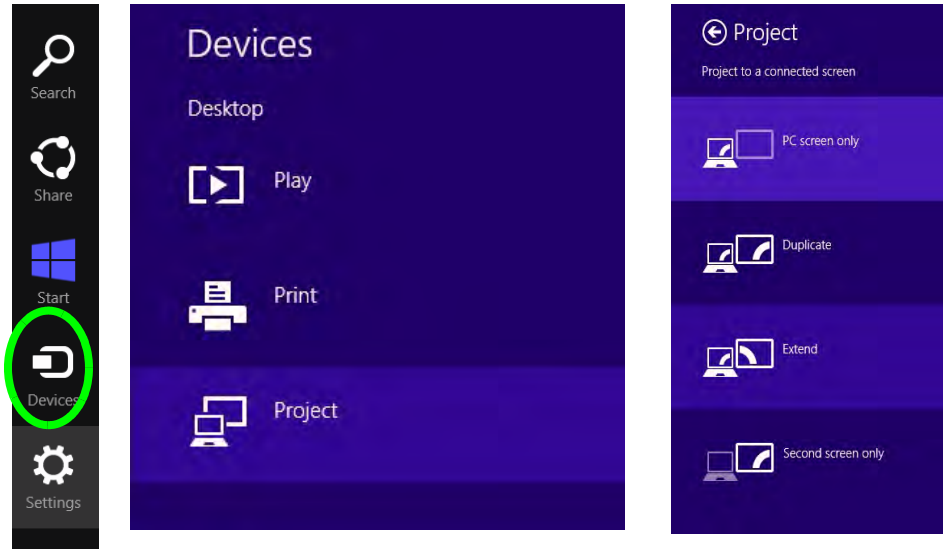 Search
Share
Start
Devices
Settings
Devices
Desktop
Play
Print
Project
Project
Project to a connected screen
PC screen only
Duplicate
Extend
Second screen only